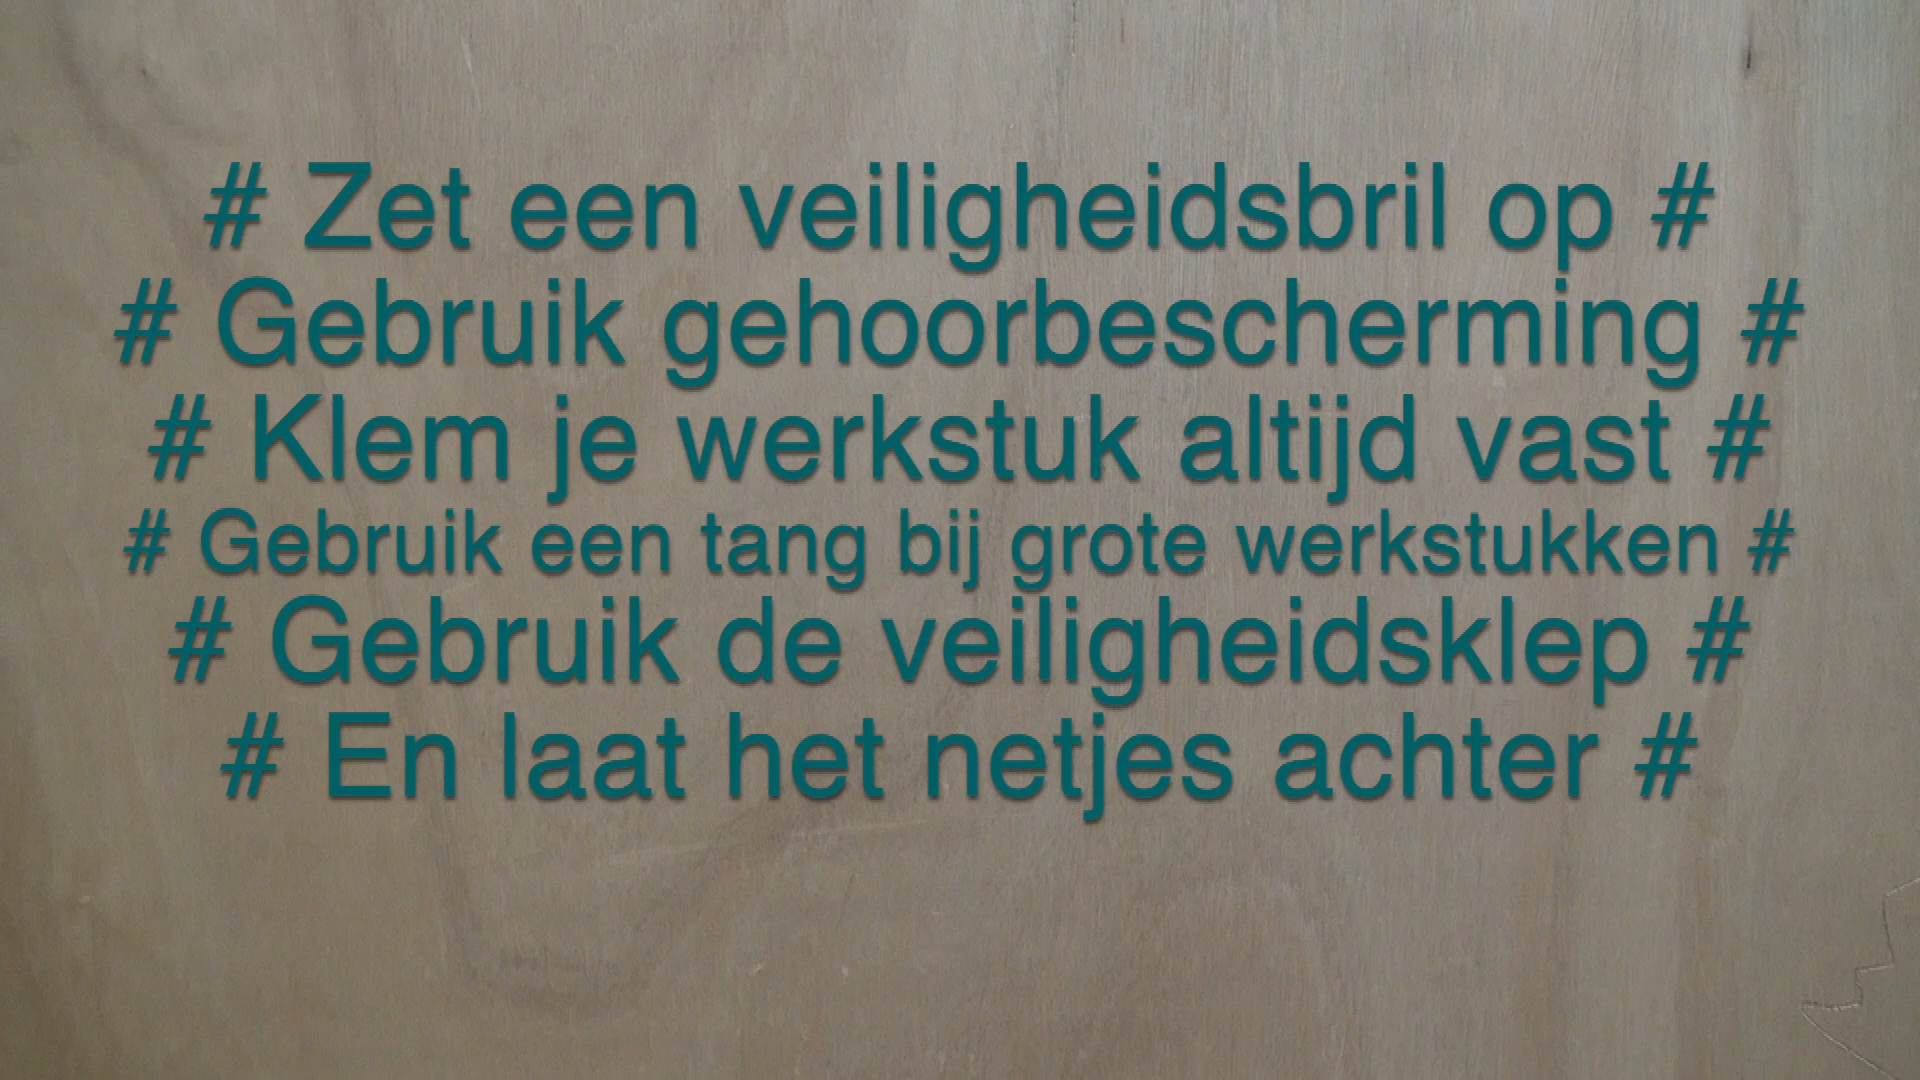 # Zet een veiligheidsbril op #
# Gebruik gehoorbescherming #
# Klem je werkstuk altijd vast #
# Gebruik een tang bij grote werkstukken #
# Gebruik de veiligheidsklep #
# En laat het netjes achter #